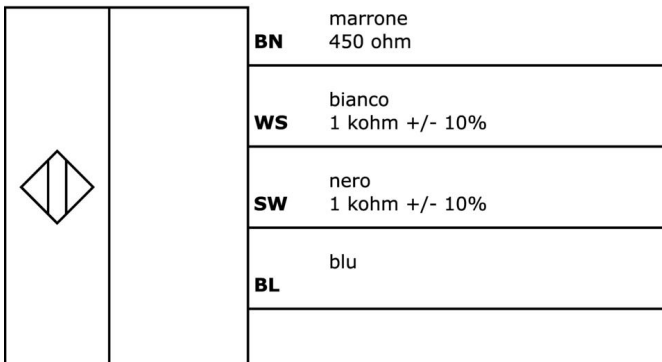 marrone
BN 450 ohm
bianco
WS 1 kohm +/- 10%
nero
SW 1 kohm +/- 10%
blu
BL